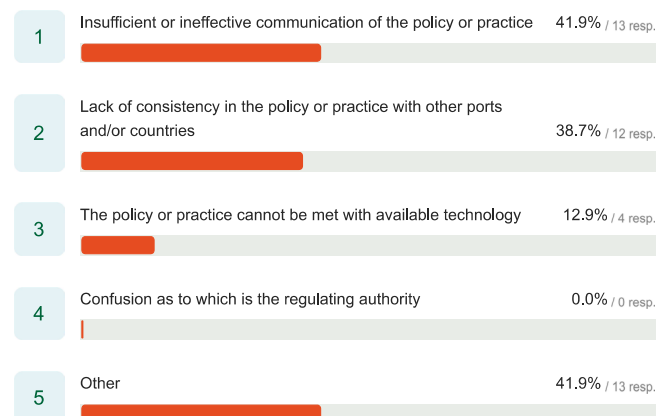 1 Insufficient or ineffective communication of the policy or practice 41.9% / 13 resp.
2 Lack of consistency in the policy or practice with other ports
and/or countries 38.7% / 12 resp.
3 The policy or practice cannot be met with available technology 12.9% / 4 resp.
4 Confusion as to which is the regulating authority 0.0% / 0 resp.
5 Other 41.9% / 13 resp.